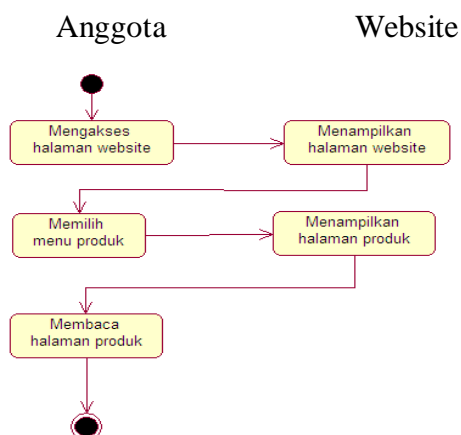 Anggota Website
Mengakses
halaman website
Menampilkan
halaman website
Memilih
menu produk
Menampilkan
halaman produk
Membaca
halaman produk